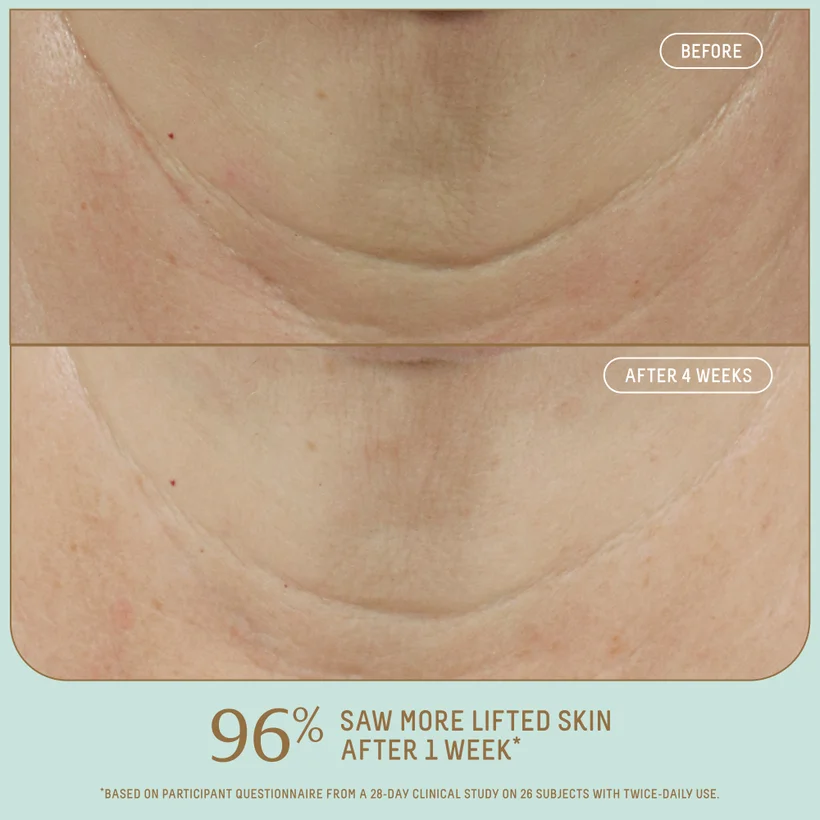 BEFORE
AFTER 4 WEEKS
96% SAW MORE LIFTED SKIN
AFTER 1 WEEK*
*BASED ON PARTICIPANT QUESTIONNAIRE FROM A 28-DAY CLINICAL STUDY ON 26 SUBJECTS WITH TWICE-DAILY USE.